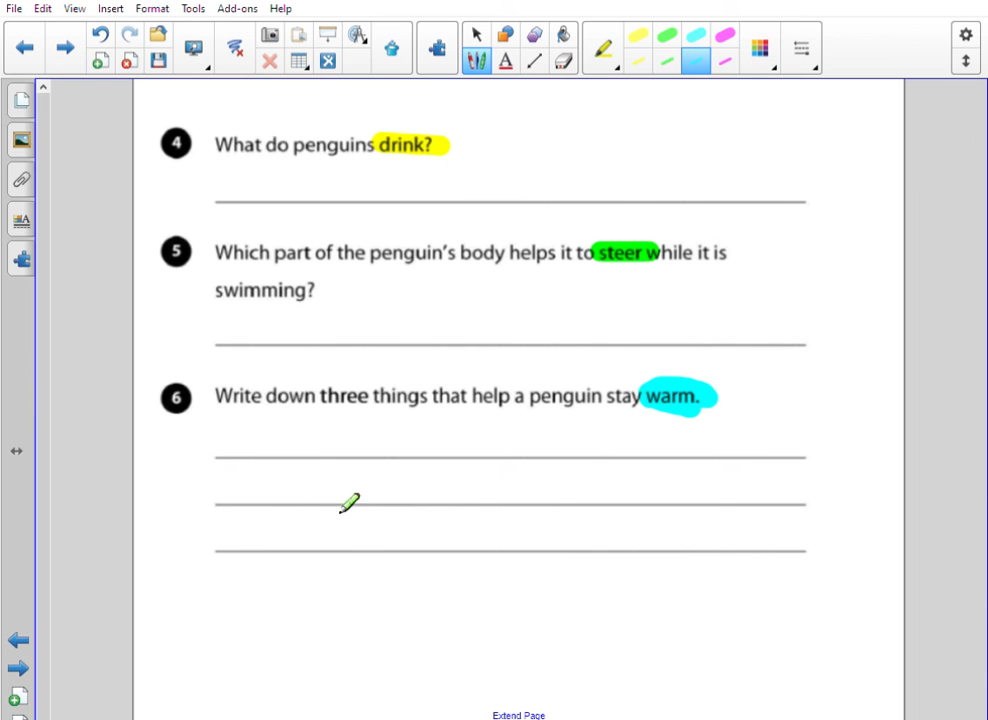 File Edit View Insert Format Tools Add-ons Help
4 What do penguins drink?
5 Which part of the penguin's body helps it to steer while it is
swimming?
6 Write down three things that help a penguin stay warm.
Extend Page